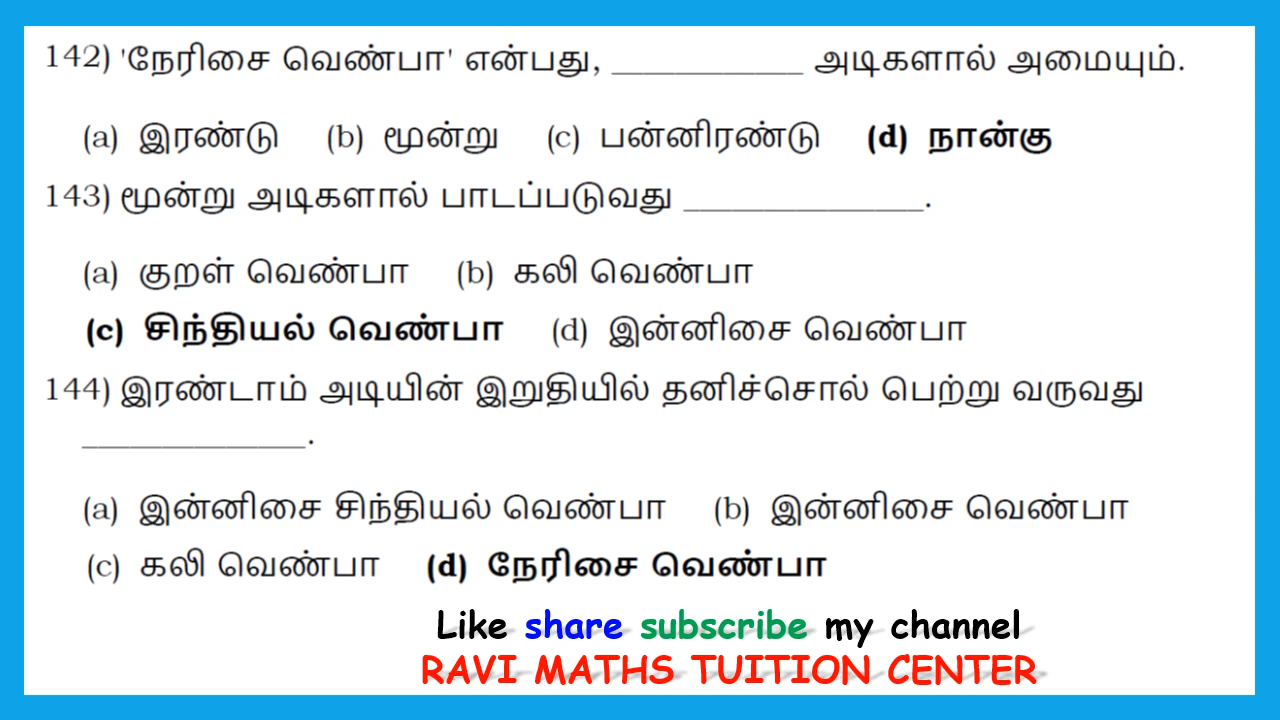 142) 'நேரிசை வெண்பா' என்பது, ____________ அடிகளால் அமையும்.
(a) இரண்டு (b) மூன்று (c) பன்னிரண்டு (d) நான்கு
143) மூன்று அடிகளால் பாடப்படுவது _______________.
(a) குறள் வெண்பா (b) கலி வெண்பா
(c) சிந்தியல் வெண்பா (d) இன்னிசை வெண்பா
144) இரண்டாம் அடியின் இறுதியில் தனிச்சொல் பெற்று வருவது
______________.
(a) இன்னிசை சிந்தியல் வெண்பா (b) இன்னிசை வெண்பா
(c) கலி வெண்பா (d) நேரிசை வெண்பா
Like share subscribe my channel
RAVI MATHS TUITION CENTER